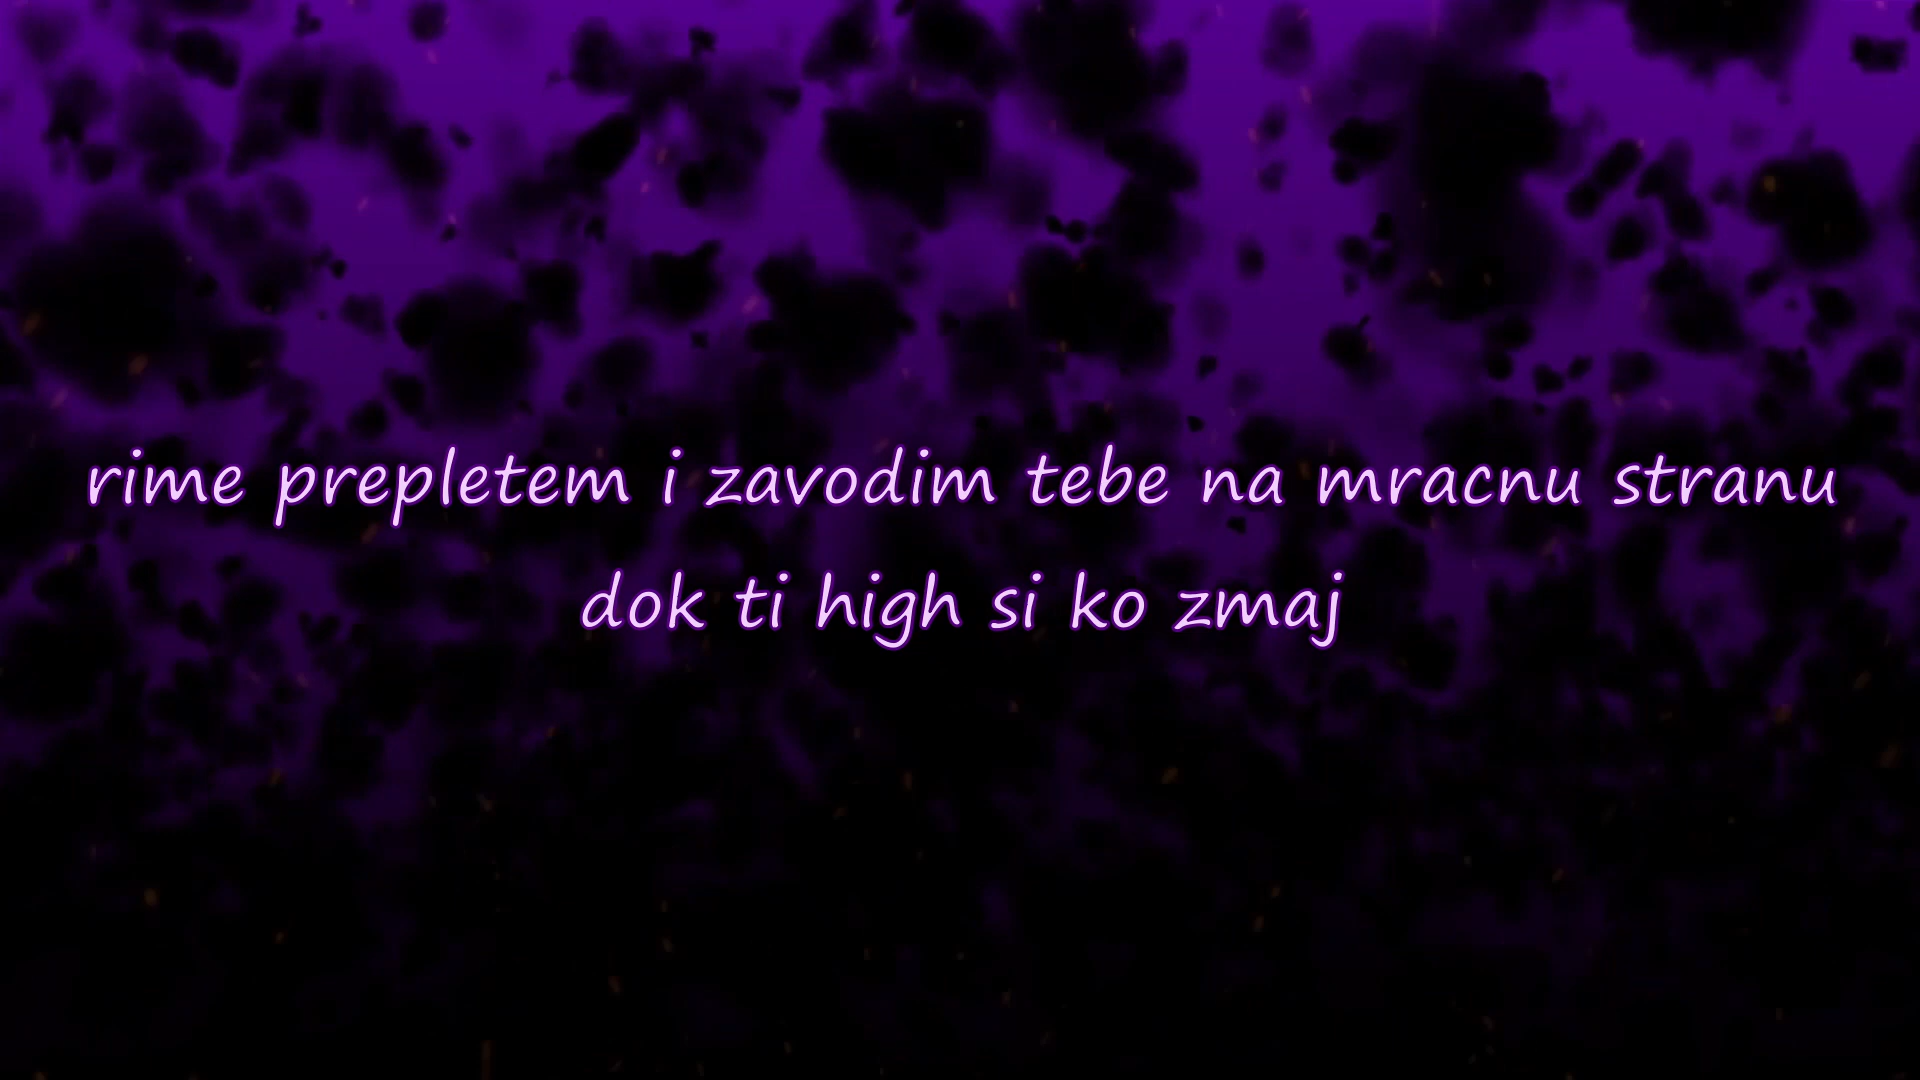 rime prepletem i zavodim tebe na mracnu stranu
dok ti high si ko zmaj